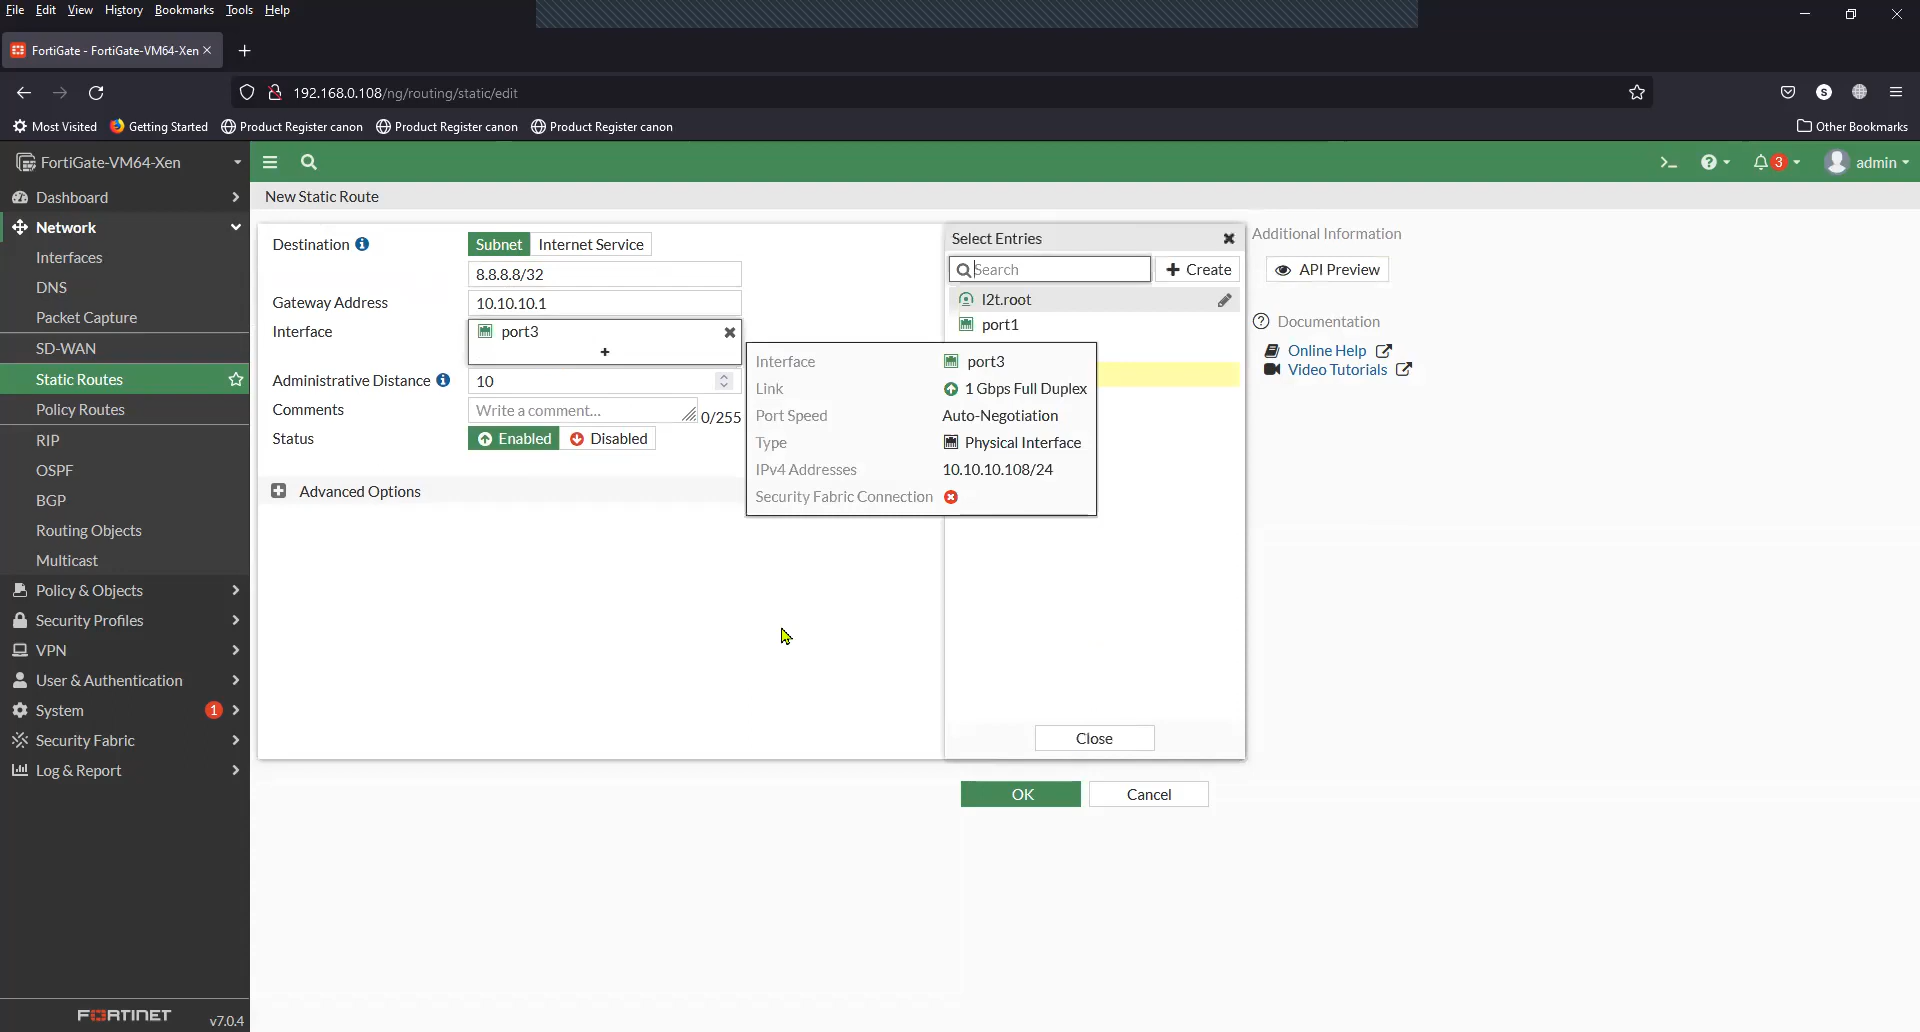 File Edit View History Bookmarks Tools Help
FortiGate - FortiGate-VM64-Xen
192.168.0.108/ng/routing/static/edit
S
Most Visited Getting Started Product Register canon Product Register canon Product Register canon Other Bookmarks
FortiGate-VM64-Xen
>_ ? 3 admin
Dashboard
New Static Route
Network
Interfaces
DNS
Packet Capture
SD-WAN
Static Routes
Policy Routes
RIP
OSPF
BGP
Routing Objects
Multicast
Policy & Objects
Security Profiles
VPN
User & Authentication
System 1
Security Fabric
Log & Report
FORTINET v7.0.4
Destination Subnet Internet Service
8.8.8.8/32
Gateway Address 10.10.10.1
Interface port3
+
Administrative Distance 10
Comments Write a comment... 0/255
Status Enabled Disabled
Advanced Options
Interface port3
Link 1 Gbps Full Duplex
Port Speed Auto-Negotiation
Type Physical Interface
IPv4 Addresses 10.10.10.108/24
Security Fabric Connection
Select Entries
Search + Create
l2t.root
port1
Close
OK Cancel
Additional Information
API Preview
Documentation
Online Help
Video Tutorials